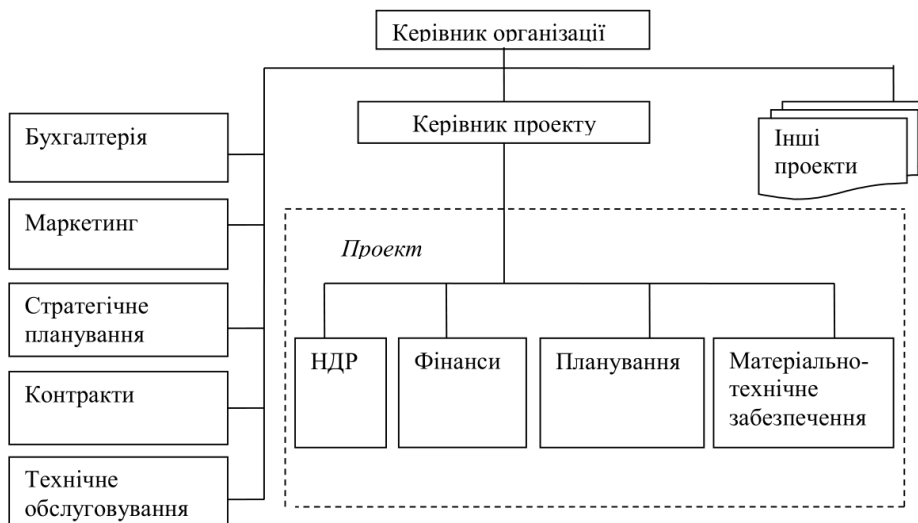 Керівник організації
Керівник проекту
Бухгалтерія
Інші
проекти
Маркетинг
Проект
Стратегічне
планування
НДР
Фінанси
Планування
Матеріально-
технічне
забезпечення
Контракти
Технічне
обслуговування